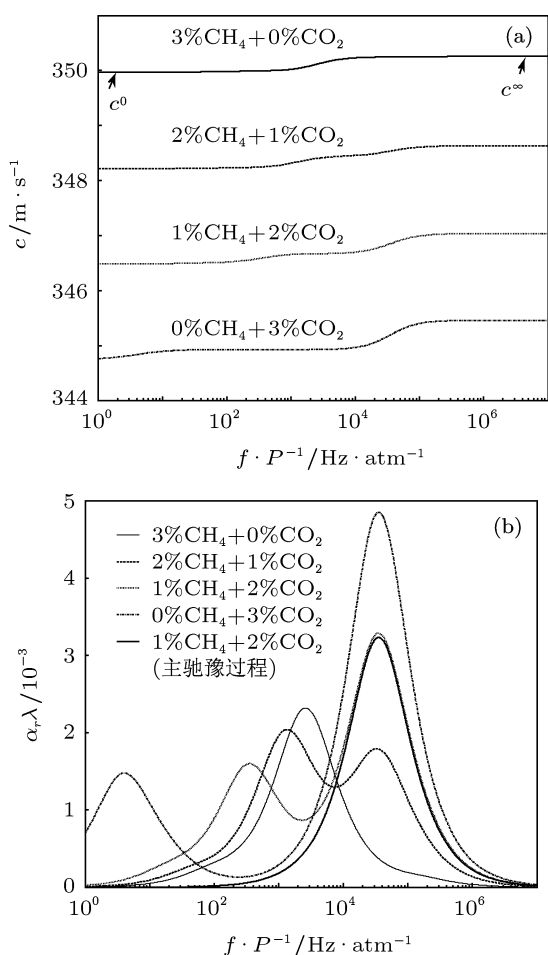 (a)
3%CH₄+0%CO₂
350
c⁰
c∞
2%CH₄+1%CO₂
348
c/m·s⁻¹
1%CH₄+2%CO₂
346
0%CH₄+3%CO₂
344
10⁰ 10² 10⁴ 10⁶
f·P⁻¹/Hz·atm⁻¹
5
(b)
3%CH₄+0%CO₂
2%CH₄+1%CO₂
4
1%CH₄+2%CO₂
0%CH₄+3%CO₂
1%CH₄+2%CO₂
3
(主驰豫过程)
αᵣλ/10⁻³
2
1
0
10⁰ 10² 10⁴ 10⁶
f·P⁻¹/Hz·atm⁻¹